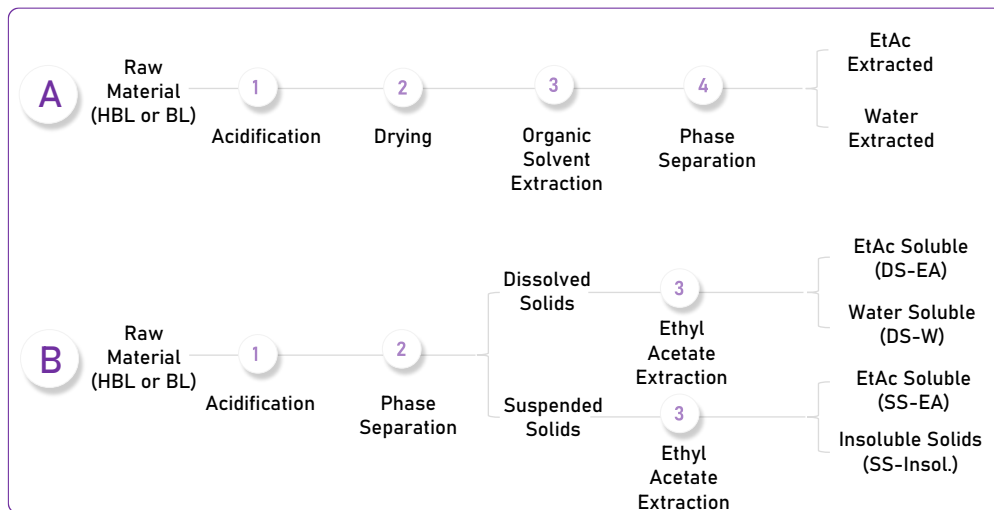 A
Raw
Material
(HBL or BL)
1
Acidification
2
Drying
3
Organic
Solvent
Extraction
4
Phase
Separation
EtAc
Extracted
Water
Extracted
B
Raw
Material
(HBL or BL)
1
Acidification
2
Phase
Separation
Dissolved
Solids
3
Ethyl
Acetate
Extraction
EtAc Soluble
(DS-EA)
Water Soluble
(DS-W)
Suspended
Solids
3
Ethyl
Acetate
Extraction
EtAc Soluble
(SS-EA)
Insoluble Solids
(SS-Insol.)